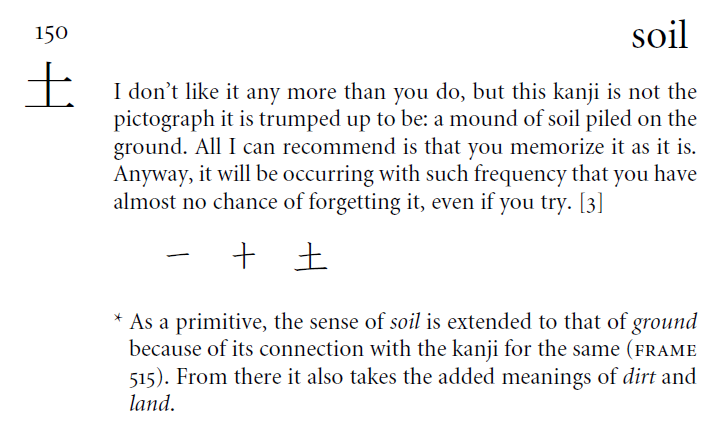 150
soil
土
I don’t like it any more than you do, but this kanji is not the
pictograph it is trumped up to be: a mound of soil piled on the
ground. All I can recommend is that you memorize it as it is.
Anyway, it will be occurring with such frequency that you have
almost no chance of forgetting it, even if you try. [3]
一 十 土
* As a primitive, the sense of soil is extended to that of ground
because of its connection with the kanji for the same (FRAME
515). From there it also takes the added meanings of dirt and
land.